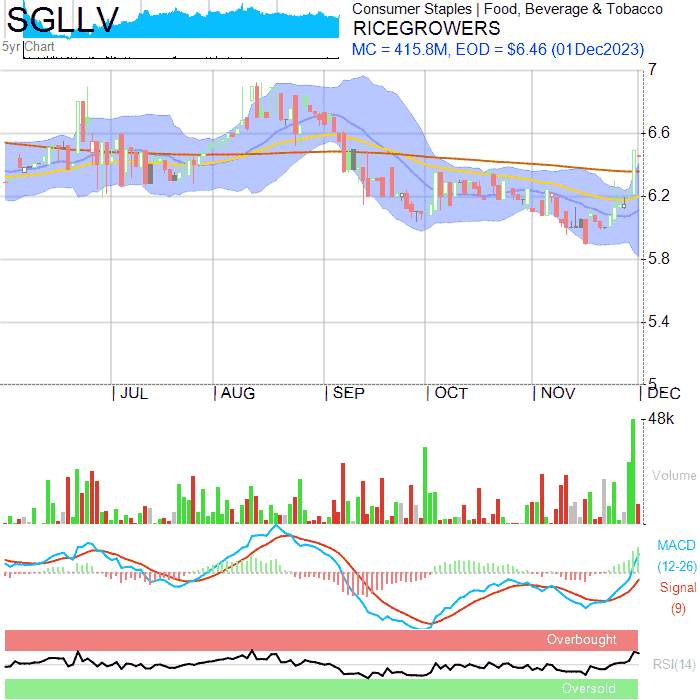 SGLLV
Consumer Staples | Food, Beverage & Tobacco
RICEGROWERS
5yr Chart
MC = 415.8M, EOD = $6.46 (01Dec2023)
7
6.6
6.2
5.8
5.4
5
JUL AUG SEP OCT NOV DEC
48k
Volume
MACD
(12-26)
Signal
(9)
Overbought
RSI(14)
Oversold